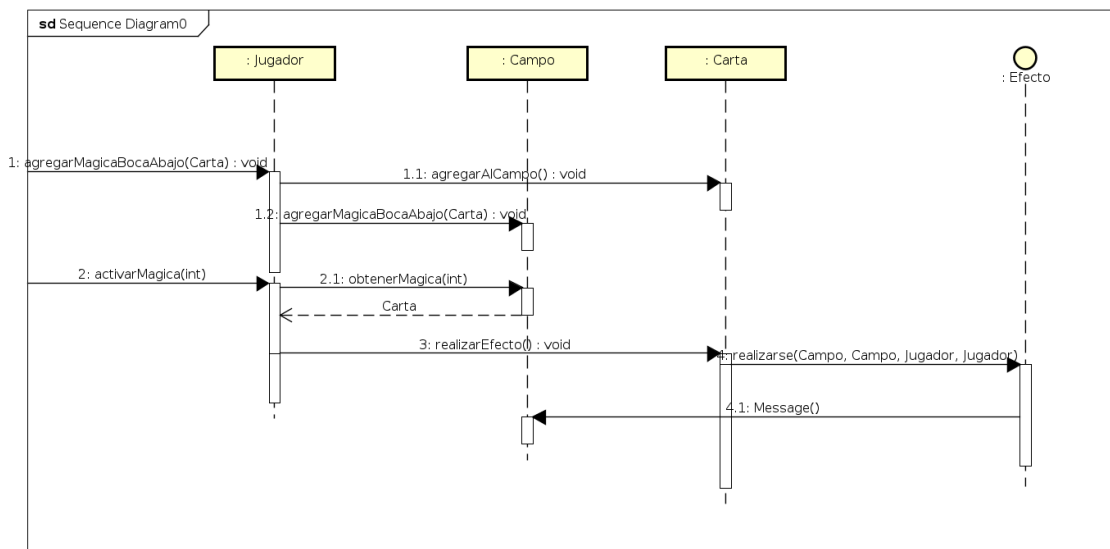 sd Sequence Diagram0
: Jugador
: Campo
: Carta
: Efecto
1: agregarMagicaBocaAbajo(Carta) : void
1.1: agregarAlCampo() : void
1.2: agregarMagicaBocaAbajo(Carta) : void
2: activarMagica(int)
2.1: obtenerMagica(int)
Carta
3: realizarEfecto() : void
4: realizarse(Campo, Campo, Jugador, Jugador)
4.1: Message()